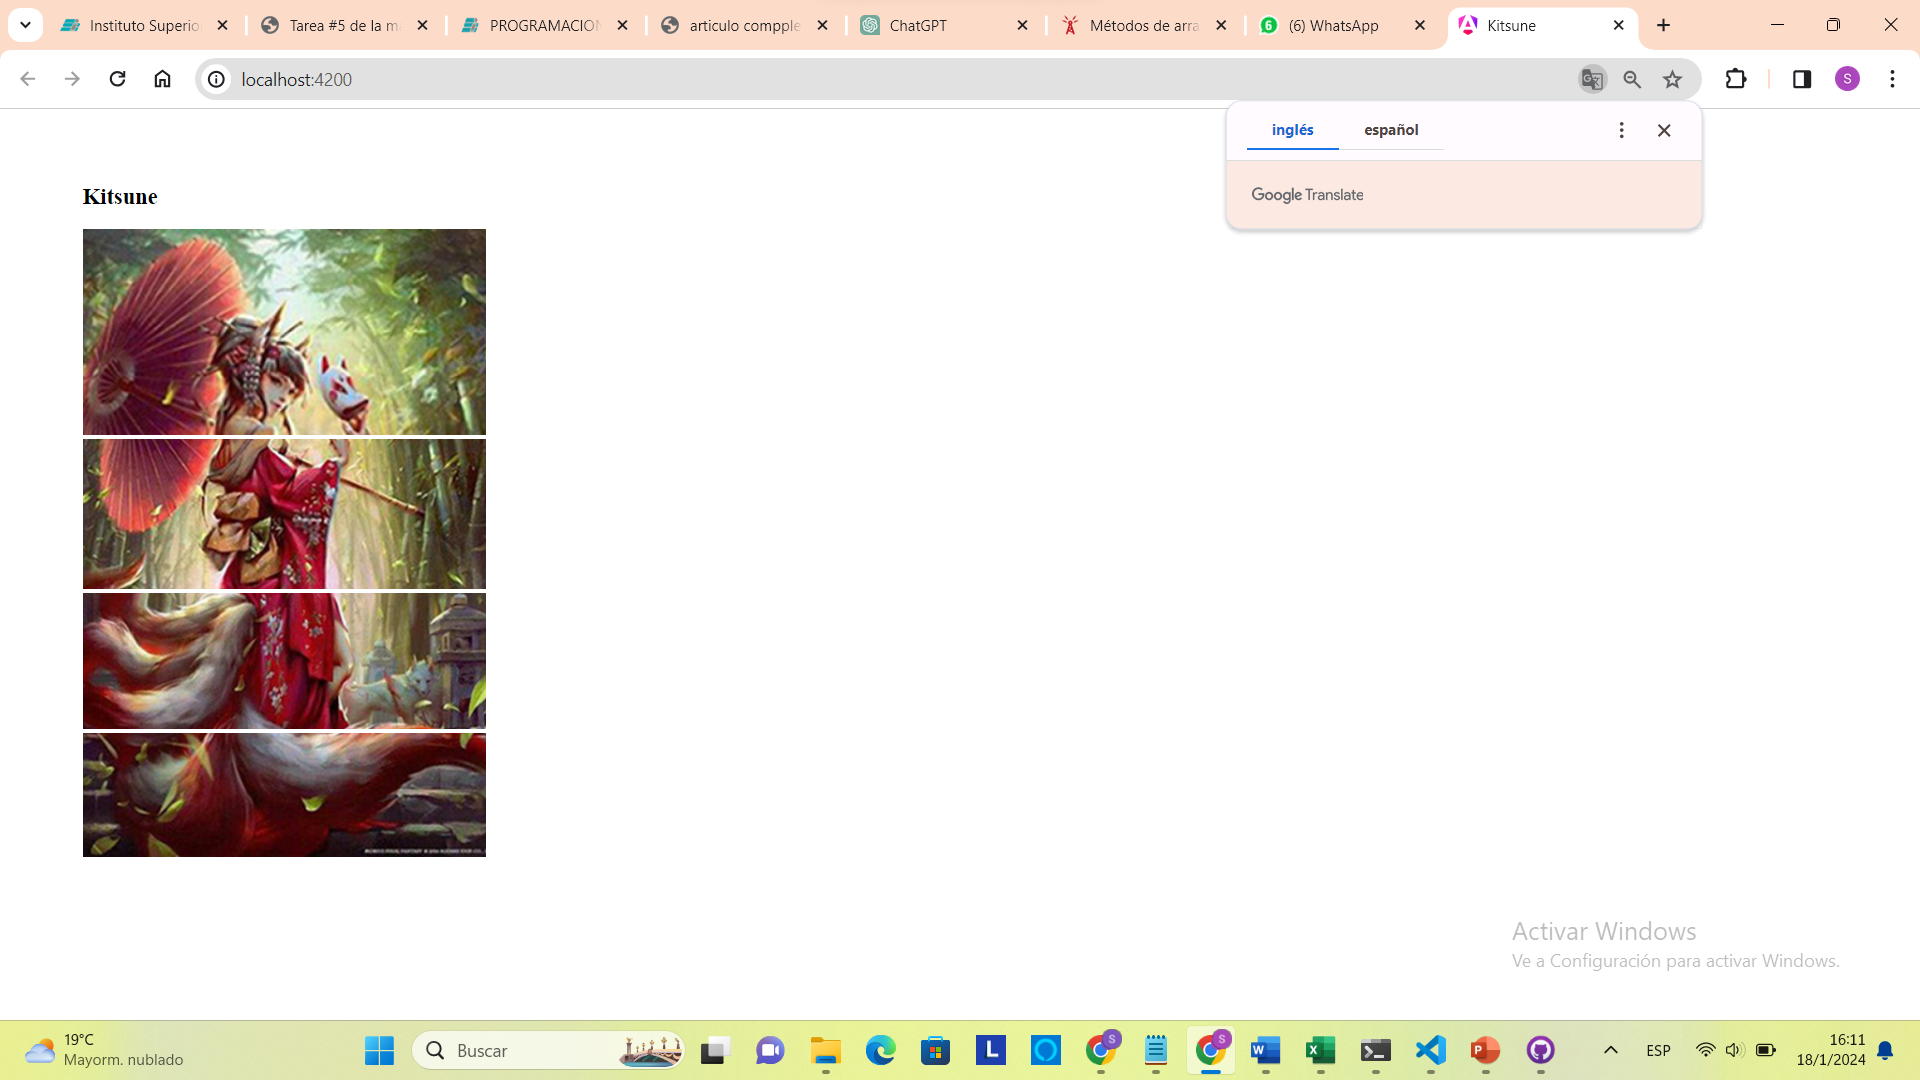 Instituto Superio
Tarea #5 de la m
PROGRAMACION
articulo compple
ChatGPT
Métodos de arra
6
(6) WhatsApp
Kitsune
localhost:4200
S
inglés
español
Google Translate
Kitsune
Activar Windows
Ve a Configuración para activar Windows.
19°C
Mayorm. nublado
Buscar
L
S
S
W
X
P
ESP
16:11
18/1/2024